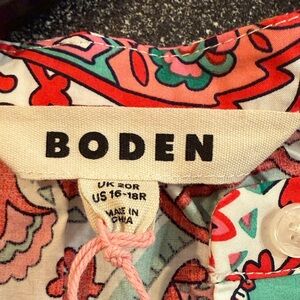 BODEN
UK 20R
US 16-18R
MADE IN
CHINA